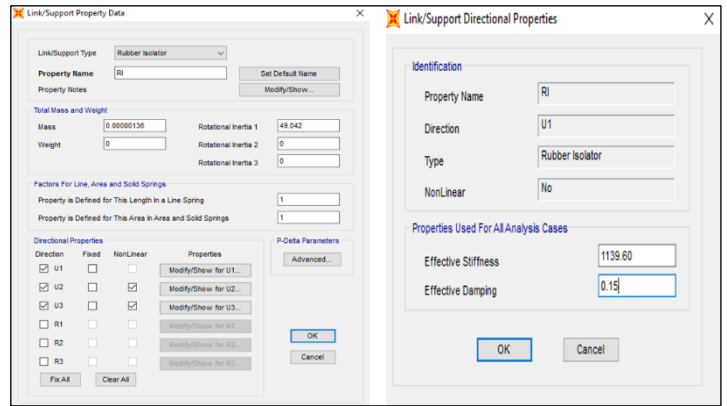 Link/Support Property Data
Link/Support Type Rubber Isolator
Property Name RI Set Default Name
Property Notes Modify/Show...
Total Mass and Weight
Mass 0.00000136 Rotational Inertia 1 49.042
Weight 0 Rotational Inertia 2 0
Rotational Inertia 3 0
Factors For Line, Area and Solid Springs
Property is Defined for This Length In a Line Spring 1
Property is Defined for This Area In Area and Solid Springs 1
Directional Properties P-Delta Parameters
Direction Fixed NonLinear Properties Advanced...
U1 Modify/Show for U1...
U2 Modify/Show for U2...
U3 Modify/Show for U3...
R1 Modify/Show for R1...
R2 Modify/Show for R2... OK
R3 Modify/Show for R3... Cancel
Fix All Clear All
Link/Support Directional Properties
Identification
Property Name RI
Direction U1
Type Rubber Isolator
NonLinear No
Properties Used For All Analysis Cases
Effective Stiffness 1139.60
Effective Damping 0.15
OK Cancel